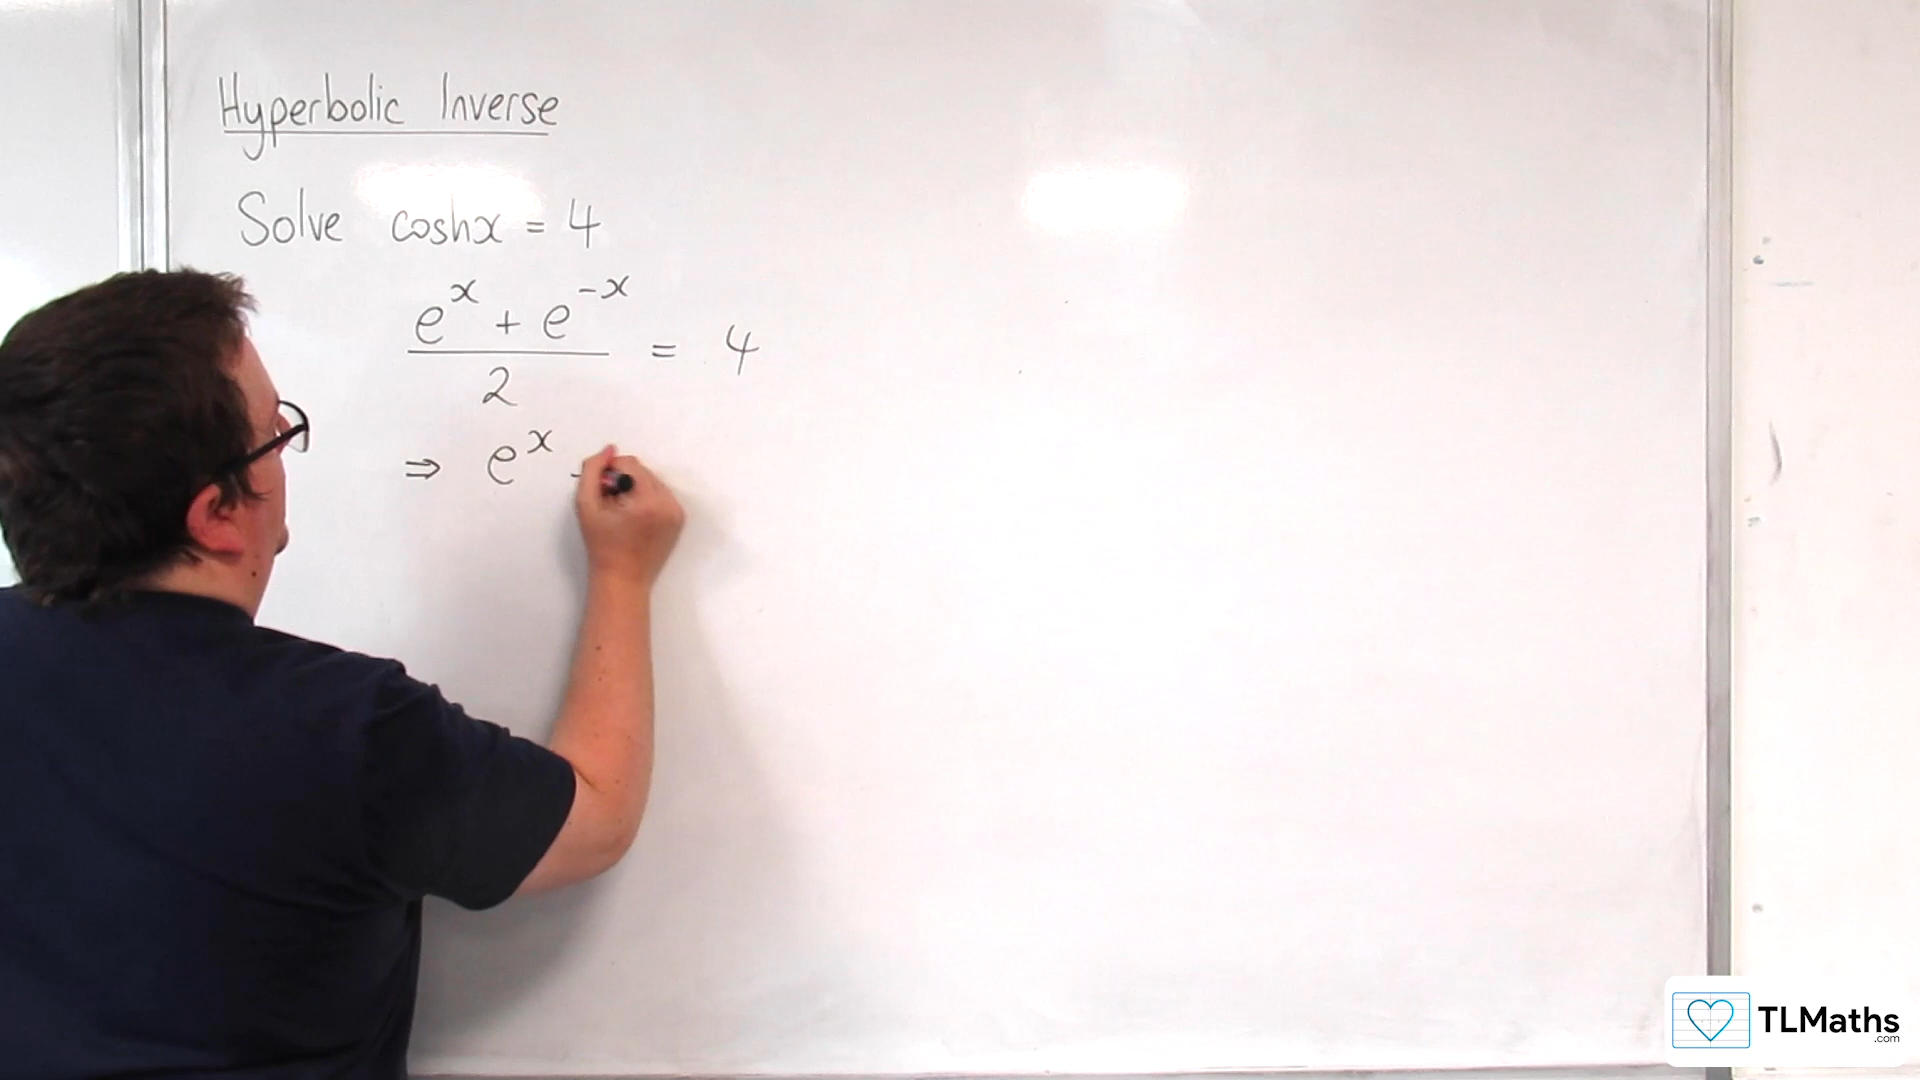 Hyperbolic Inverse
Solve coshx = 4
e^x + e^-x / 2 = 4
⇒ e^x -
TLMaths
.com